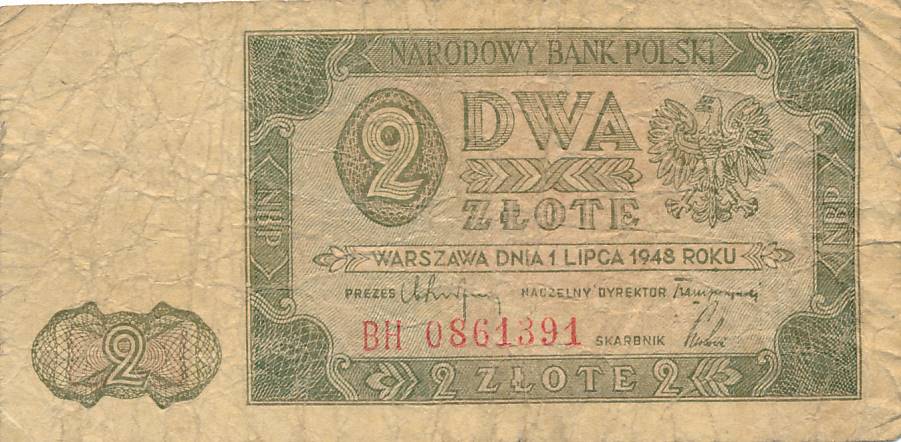 NARODOWY BANK POLSKI
2 DWA
ZŁOTE
NBP
NBP
WARSZAWA DNIA 1 LIPCA 1948 ROKU
PREZES NACZELNY DYREKTOR
BH 0861391 SKARBNIK
2
2 ZŁOTE 2